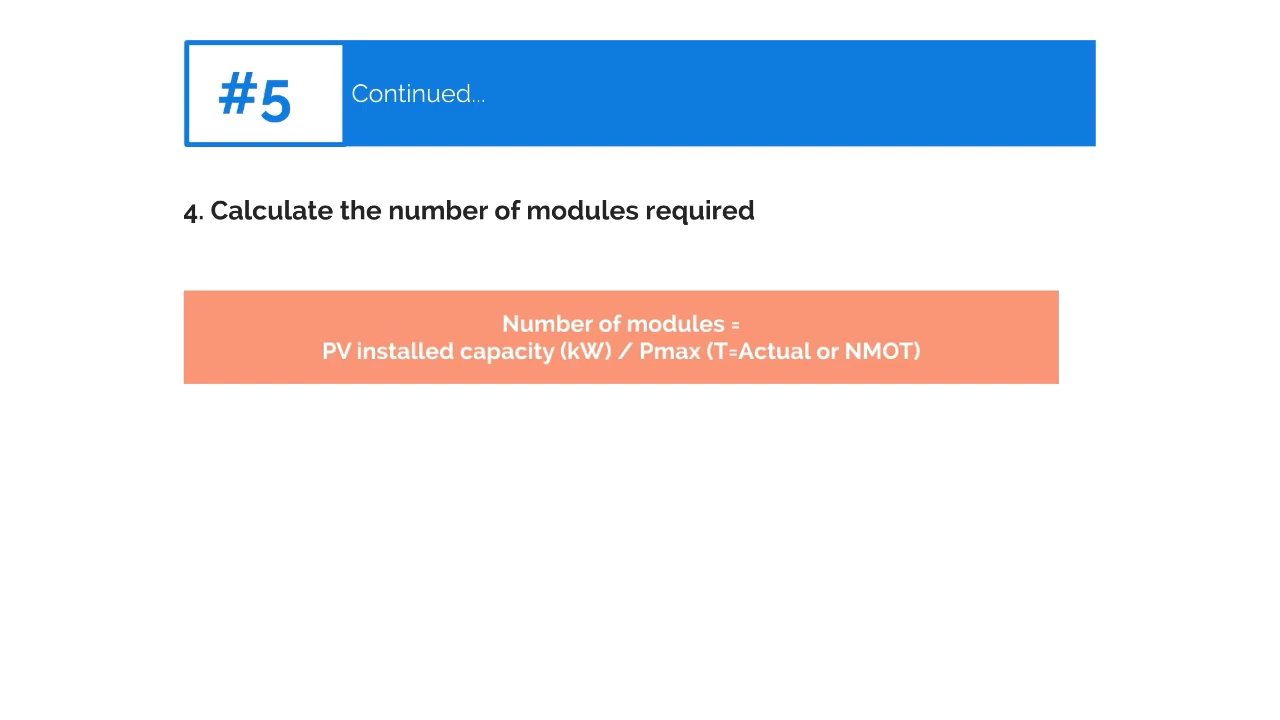 #5
Continued...
4. Calculate the number of modules required
Number of modules =
PV installed capacity (kW) / Pmax (T=Actual or NMOT)